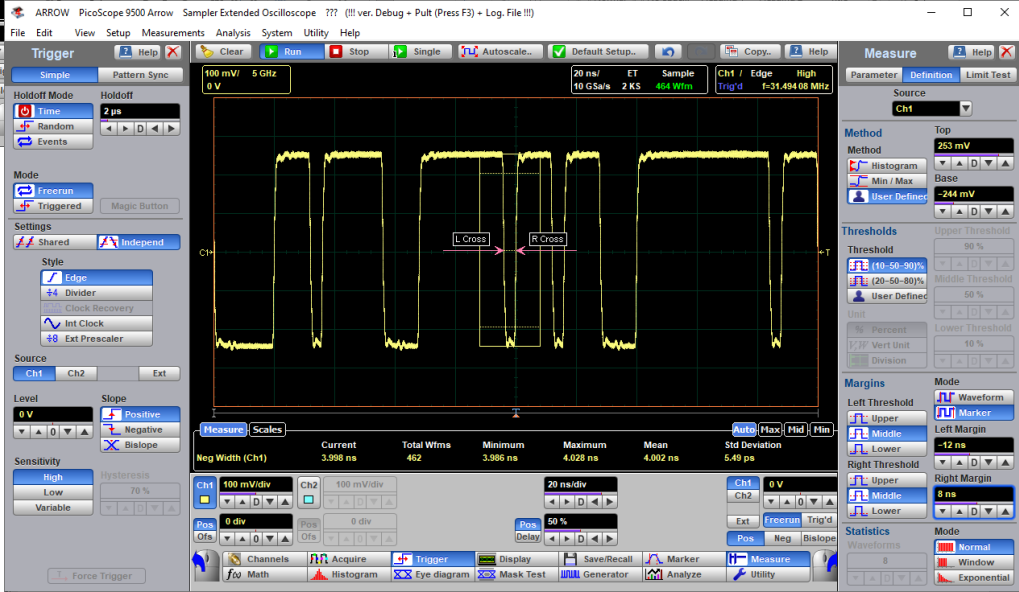 ARROW PicoScope 9500 Arrow Sampler Extended Oscilloscope ??? (!!! ver. Debug + Pult (Press F3) + Log. File !!!)
File Edit View Setup Measurements Analysis System Utility Help
Trigger Help
Simple Pattern Sync
Holdoff Mode Holdoff
Time 2 µs
Random D
Events
Mode
Freerun
Triggered Magic Button
Settings
Shared Independ
Style
Edge
÷4 Divider
Clock Recovery
Int Clock
÷8 Ext Prescaler
Source
Ch1 Ch2 Ext
Level Slope
0 V Positive
0 Negative
Bislope
Sensitivity Hysteresis
High 70 %
Low D
Variable
Force Trigger
Clear Run Stop Single Autoscale.. Default Setup.. Copy.. Help
100 mV/ 5 GHz
0 V
20 ns/ ET Sample
10 GSa/s 2 KS 464 Wfm
Ch1 / Edge High
Trig'd f=31.494 08 MHz
C1
L Cross R Cross
T
T
Measure Scales Auto Max Mid Min
Current Total Wfms Minimum Maximum Mean Std Deviation
Neg Width (Ch1) 3.998 ns 462 3.986 ns 4.028 ns 4.002 ns 5.49 ps
Ch1 100 mV/div Ch2 100 mV/div 20 ns/div Ch1 0 V
D D D Ch2 0
Pos 0 div Pos 0 div Pos 50 % Ext Freerun Trig'd
Ofs 0 Ofs 0 Delay D Pos Neg Bislope
Channels Acquire Trigger Display Save/Recall Marker Measure
f(x) Math Histogram Eye diagram Mask Test Generator Analyze Utility
Measure Help
Parameter Definition Limit Test
Source
Ch1
Method Top
Method 253 mV
Histogram D
Min / Max Base
User Defined -244 mV
D
Thresholds Upper Threshold
Threshold 90 %
(10-50-90)% D
(20-50-80)% Middle Threshold
User Defined 50 %
Unit D
% Percent Lower Threshold
Vert Unit 10 %
Division D
Margins Mode
Left Threshold Waveform
Upper Marker
Middle Left Margin
Lower -12 ns
Right Threshold D
Upper Right Margin
Middle 8 ns
Lower D
Statistics Mode
Waveforms Normal
8 Window
D Exponential